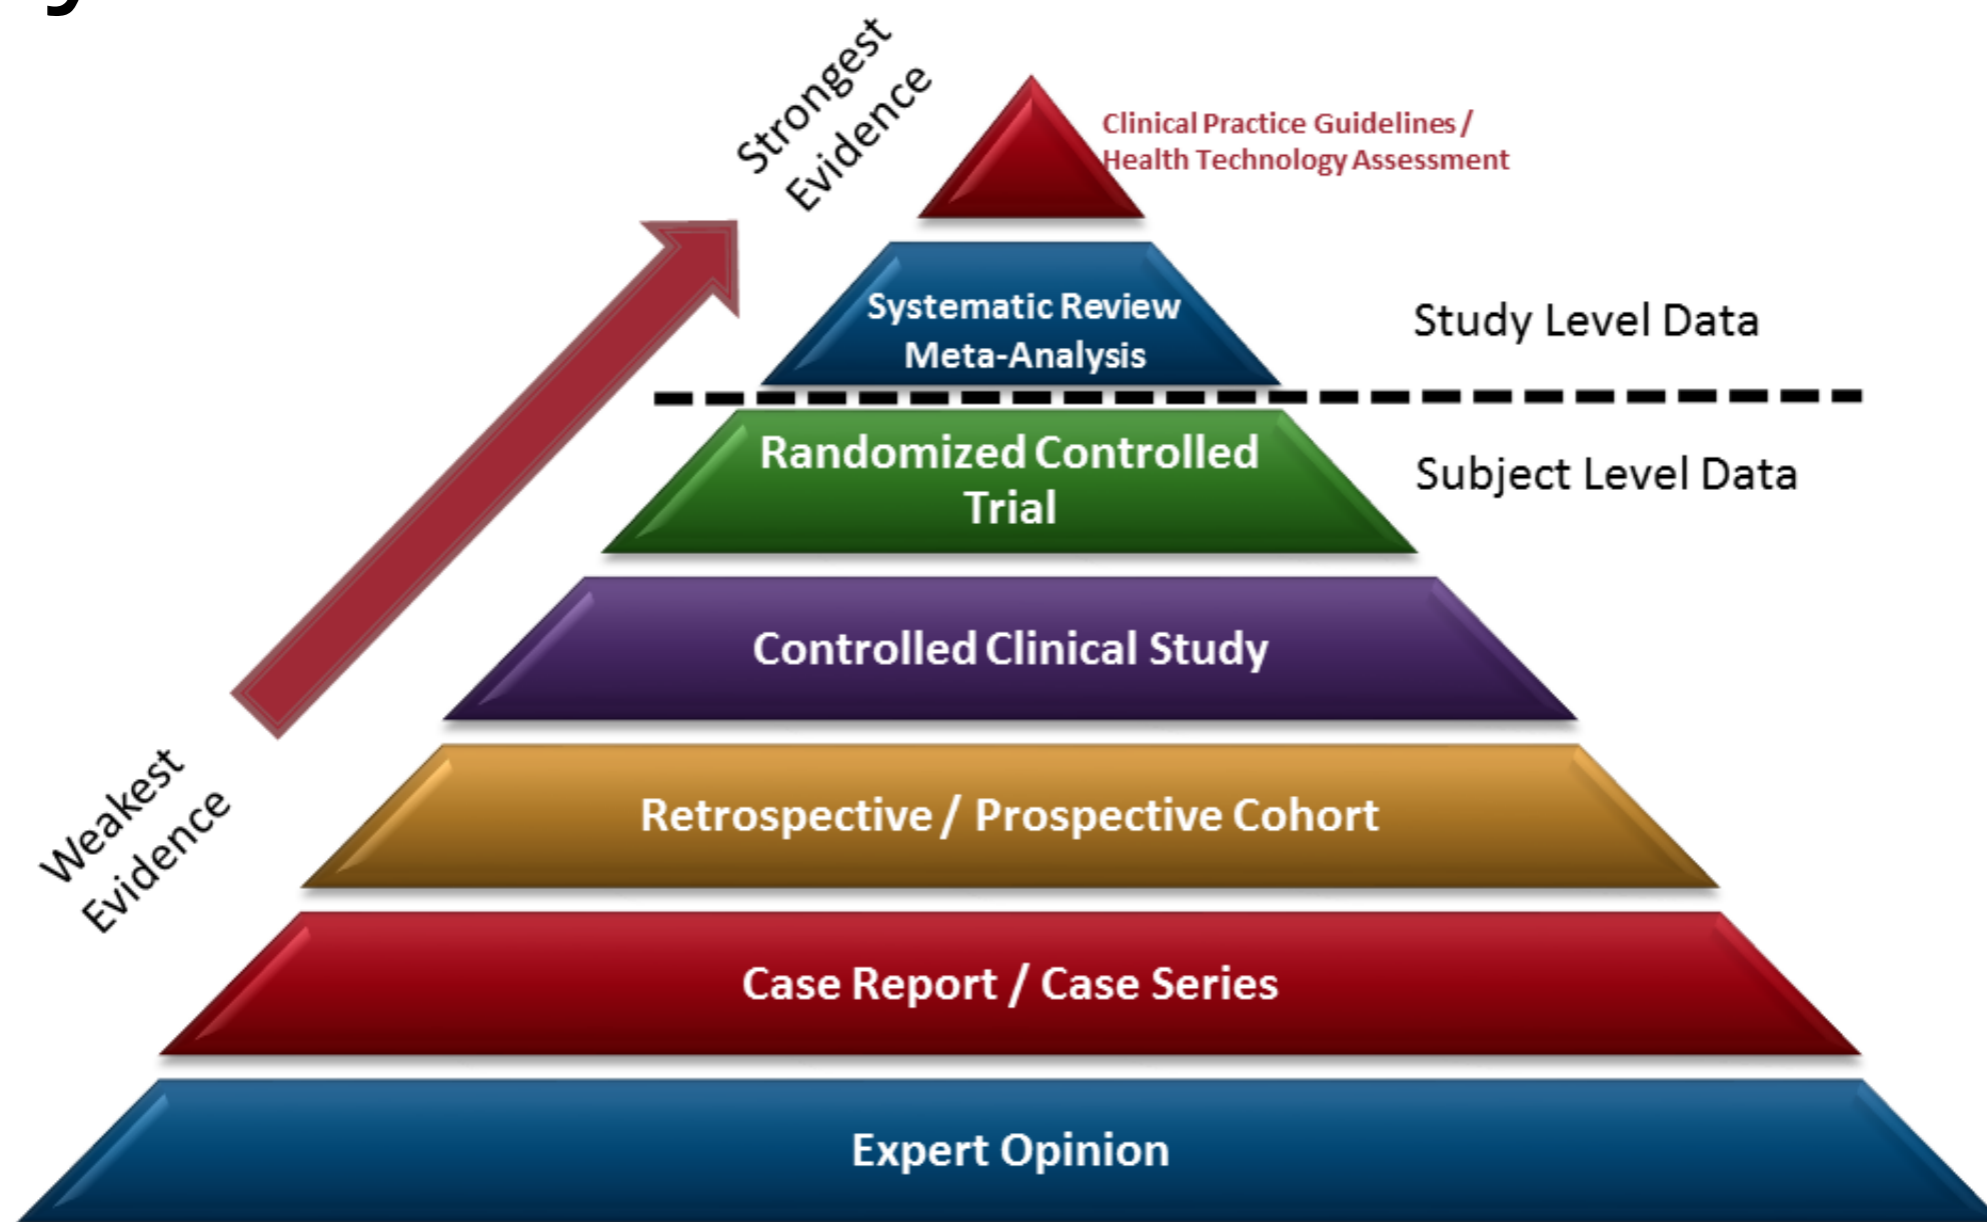 Strongest
Evidence
Clinical Practice Guidelines /
Health Technology Assessment
Systematic Review
Meta-Analysis
Study Level Data
Randomized Controlled
Trial
Subject Level Data
Controlled Clinical Study
Weakest
Evidence
Retrospective / Prospective Cohort
Case Report / Case Series
Expert Opinion